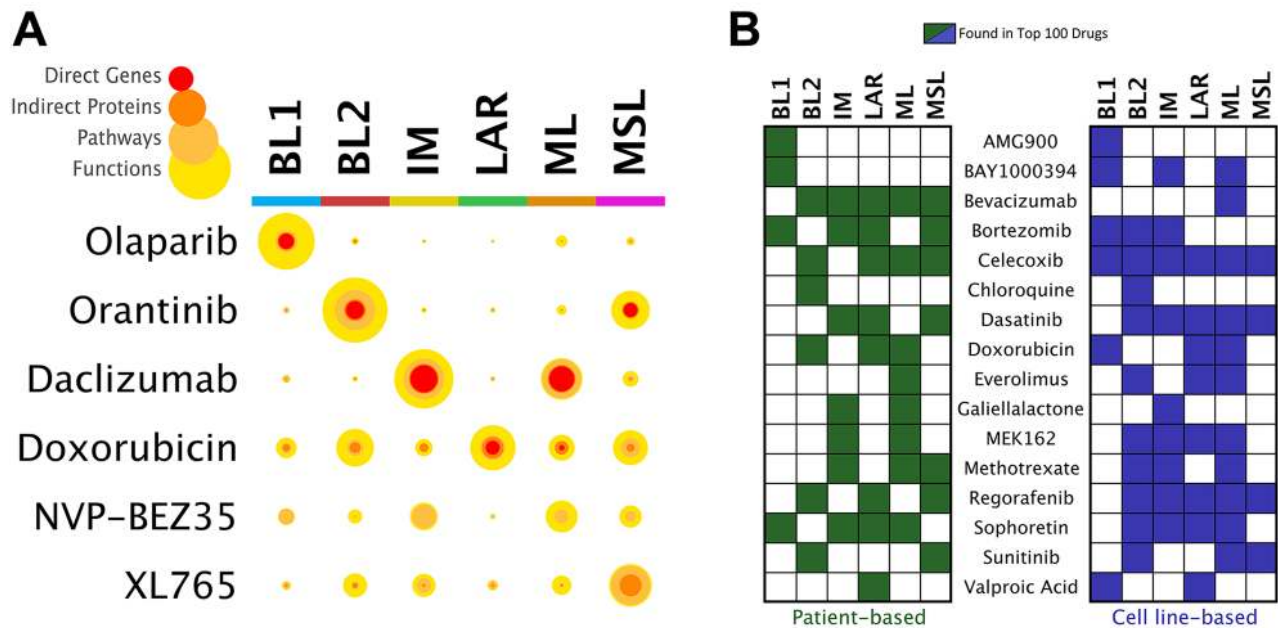 A
Direct Genes
Indirect Proteins
Pathways
Functions
BL1 BL2 IM LAR ML MSL
Olaparib
Orantinib
Daclizumab
Doxorubicin
NVP-BEZ35
XL765
B
Found in Top 100 Drugs
BL1 BL2 IM LAR ML MSL
BL1 BL2 IM LAR ML MSL
AMG900
BAY1000394
Bevacizumab
Bortezomib
Celecoxib
Chloroquine
Dasatinib
Doxorubicin
Everolimus
Galiellalactone
MEK162
Methotrexate
Regorafenib
Sophoretin
Sunitinib
Valproic Acid
Patient-based
Cell line-based